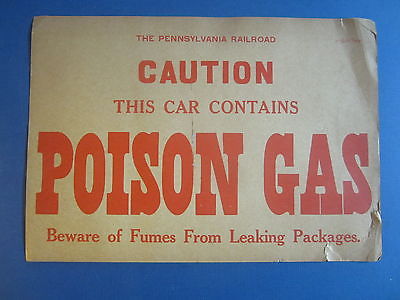 THE PENNSYLVANIA RAILROAD
CAUTION
THIS CAR CONTAINS
POISON GAS
Beware of Fumes From Leaking Packages.